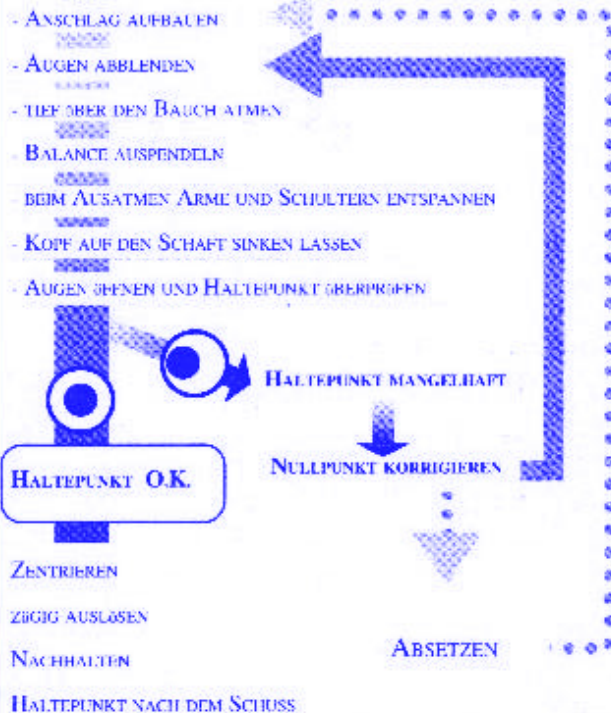 - ANSCHLAG AUFBAUEN
- AUGEN ABBLENDEN
- TIEF ÜBER DEN BAUCH ATMEN
- BALANCE AUSPENDELN
- BEIM AUSATMEN ARME UND SCHULTERN ENTSPANNEN
- KOPF AUF DEN SCHAFT SINKEN LASSEN
- AUGEN ÖFFNEN UND HALTEPUNKT ÜBERPRÜFEN
HALTEPUNKT MANGELHAFT
NULLPUNKT KORRIGIEREN
HALTEPUNKT O.K.
ZENTRIEREN
ZÜGIG AUSLÖSEN
NACHHALTEN
HALTEPUNKT NACH DEM SCHUSS
ABSETZEN